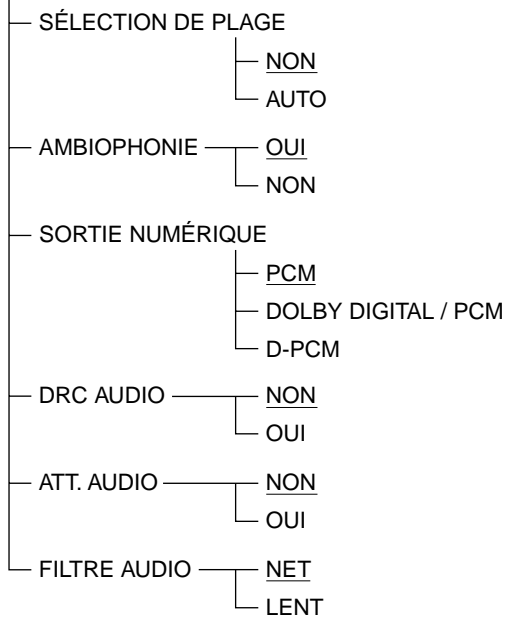 SÉLECTION DE PLAGE
NON
AUTO
AMBIOPHONIE
OUI
NON
SORTIE NUMÉRIQUE
PCM
DOLBY DIGITAL / PCM
D-PCM
DRC AUDIO
NON
OUI
ATT. AUDIO
NON
OUI
FILTRE AUDIO
NET
LENT